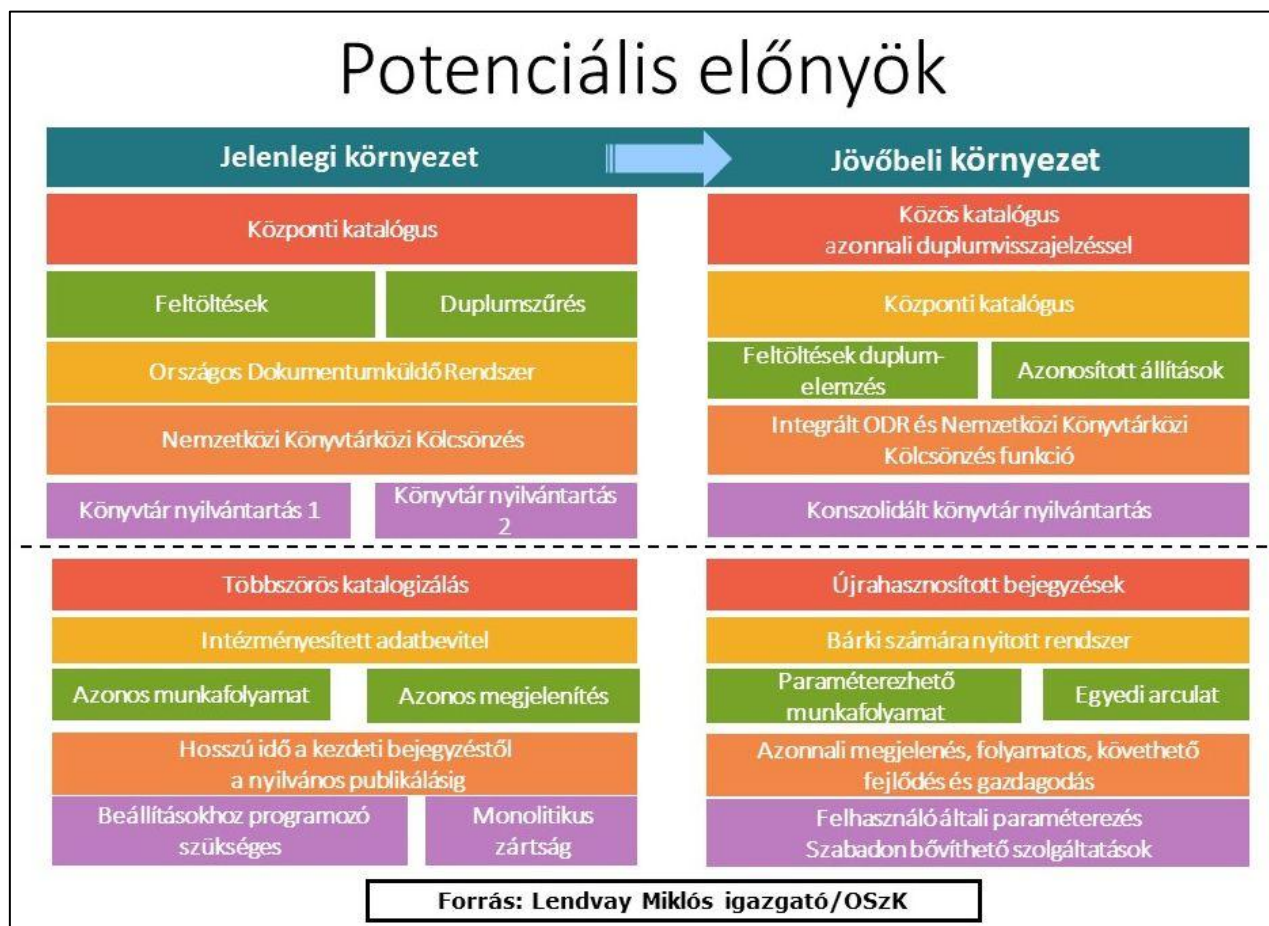 Potenciális előnyök
Jelenlegi környezet
Jövőbeli környezet
Központi katalógus
Közös katalógus
azonnali duplumvisszajelzéssel
Feltöltések
Duplumszűrés
Központi katalógus
Országos Dokumentumküldő Rendszer
Feltöltések duplum-
elemzés
Azonosított állítások
Nemzetközi Könyvtárközi Kölcsönzés
Integrált ODR és Nemzetközi Könyvtárközi
Kölcsönzés funkció
Könyvtár nyilvántartás 1
Könyvtár nyilvántartás
2
Konszolidált könyvtár nyilvántartás
Többszörös katalogizálás
Újrahasznosított bejegyzések
Intézményesített adatbevitel
Bárki számára nyitott rendszer
Azonos munkafolyamat
Azonos megjelenítés
Paraméterezhető
munkafolyamat
Egyedi arculat
Hosszú idő a kezdeti bejegyzéstől
a nyilvános publikálásig
Azonnali megjelenés, folyamatos, követhető
fejlődés és gazdagodás
Beállításokhoz programozó
szükséges
Monolitikus
zártság
Felhasználó általi paraméterezés
Szabadon bővíthető szolgáltatások
Forrás: Lendvay Miklós igazgató/OSzK